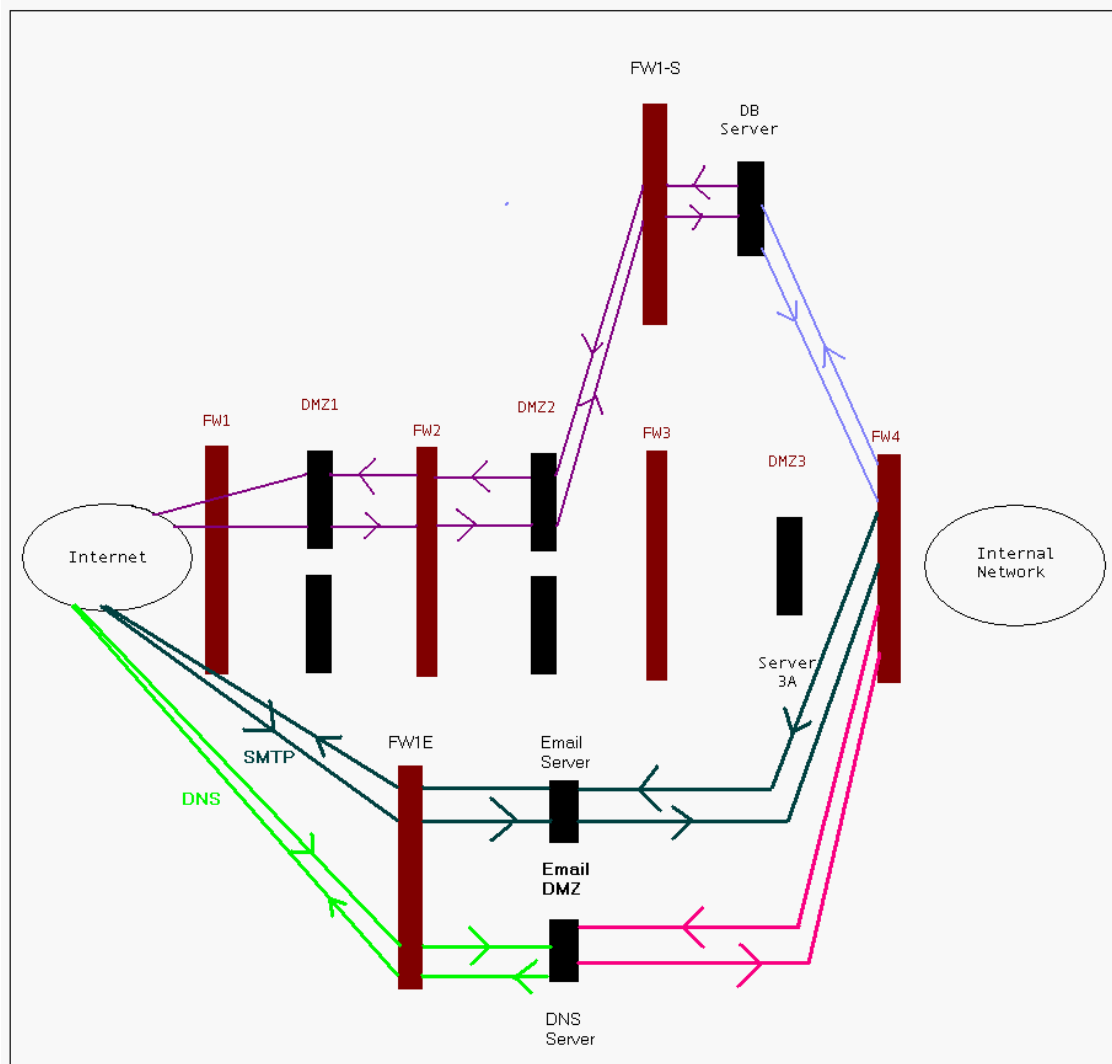 FW1-S
DB
Server
FW1
DMZ1
FW2
DMZ2
FW3
DMZ3
FW4
Internet
Internal
Network
Server
3A
SMTP
FW1E
Email
Server
DNS
Email
DMZ
DNS
Server